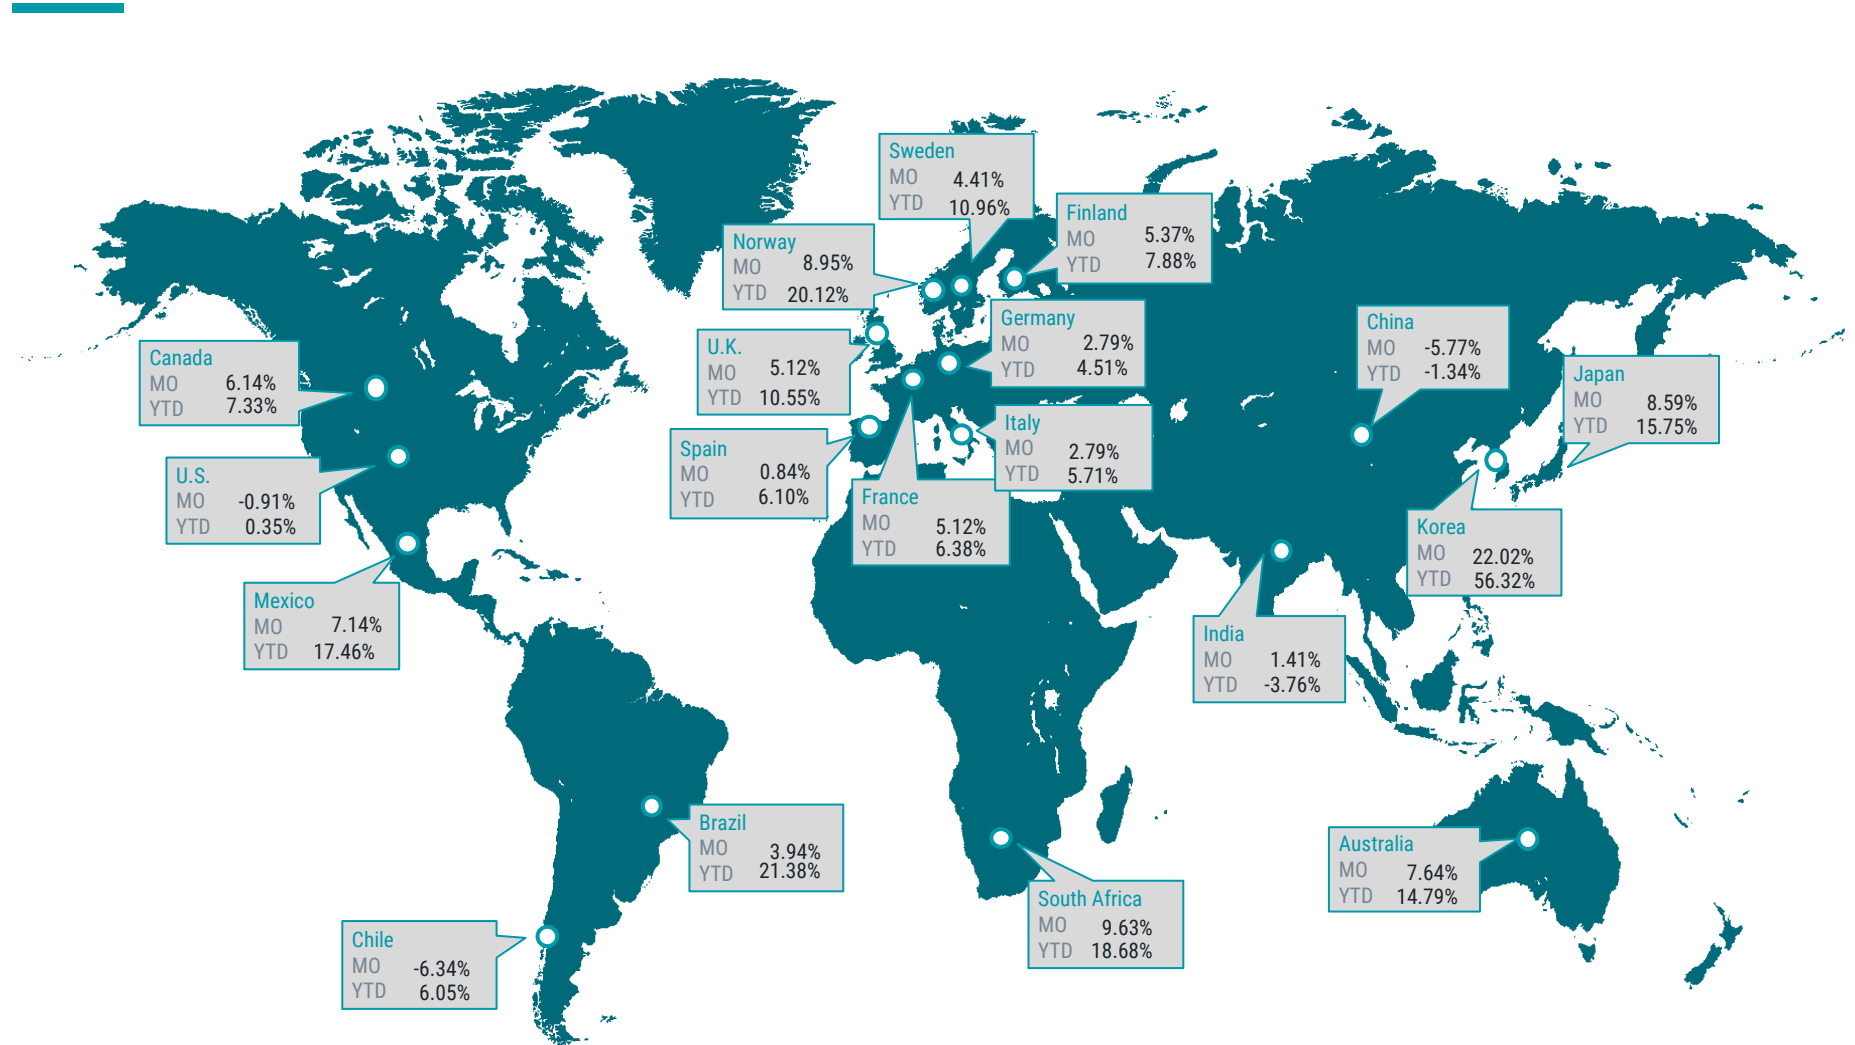 Sweden
MO 4.41%
YTD 10.96%
Finland
MO 5.37%
YTD 7.88%
Norway
MO 8.95%
YTD 20.12%
Germany
MO 2.79%
YTD 4.51%
China
MO -5.77%
YTD -1.34%
U.K.
MO 5.12%
YTD 10.55%
Canada
MO 6.14%
YTD 7.33%
Japan
MO 8.59%
YTD 15.75%
Italy
MO 2.79%
YTD 5.71%
Spain
MO 0.84%
YTD 6.10%
U.S.
MO -0.91%
YTD 0.35%
France
MO 5.12%
YTD 6.38%
Korea
MO 22.02%
YTD 56.32%
Mexico
MO 7.14%
YTD 17.46%
India
MO 1.41%
YTD -3.76%
Brazil
MO 3.94%
YTD 21.38%
Australia
MO 7.64%
YTD 14.79%
South Africa
MO 9.63%
YTD 18.68%
Chile
MO -6.34%
YTD 6.05%